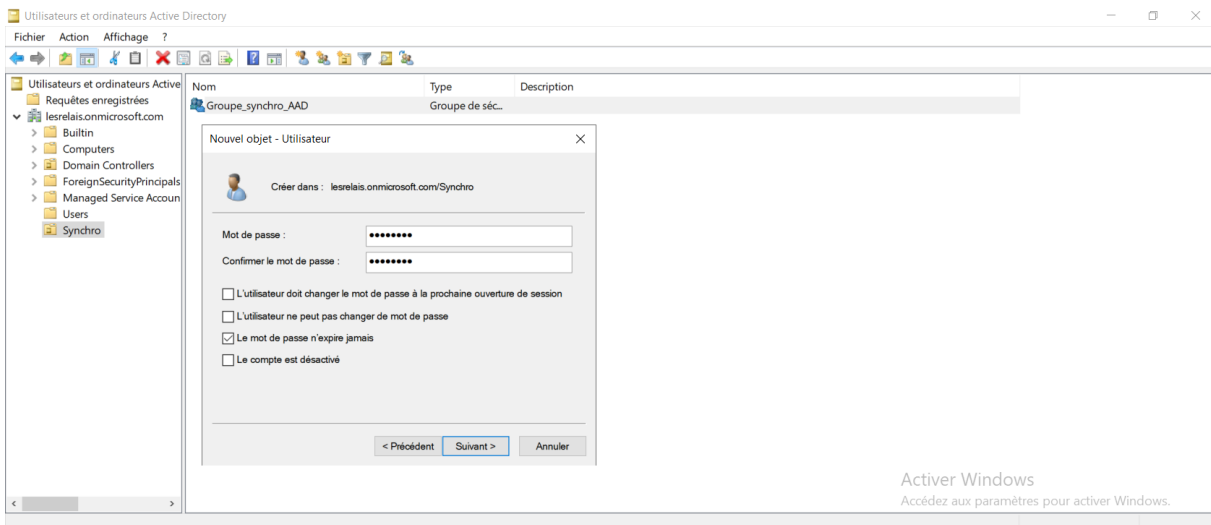 Utilisateurs et ordinateurs Active Directory
Fichier Action Affichage ?
Utilisateurs et ordinateurs Active
Requêtes enregistrées
lesrelais.onmicrosoft.com
Builtin
Computers
Domain Controllers
ForeignSecurityPrincipals
Managed Service Accoun
Users
Synchro
Nom Type Description
Groupe_synchro_AAD Groupe de séc...
Nouvel objet - Utilisateur
Créer dans : lesrelais.onmicrosoft.com/Synchro
Mot de passe : ••••••••
Confirmer le mot de passe : ••••••••
L'utilisateur doit changer le mot de passe à la prochaine ouverture de session
L'utilisateur ne peut pas changer de mot de passe
Le mot de passe n'expire jamais
Le compte est désactivé
< Précédent Suivant > Annuler
Activer Windows
Accédez aux paramètres pour activer Windows.